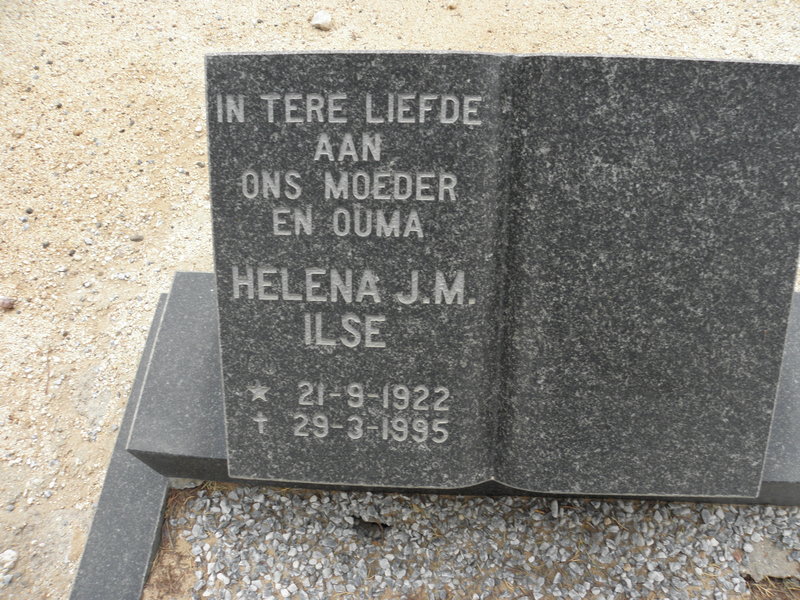 IN TERE LIEFDE
AAN
ONS MOEDER
EN OUMA
HELENA J.M.
ILSE
★ 21-9-1922
† 29-3-1995